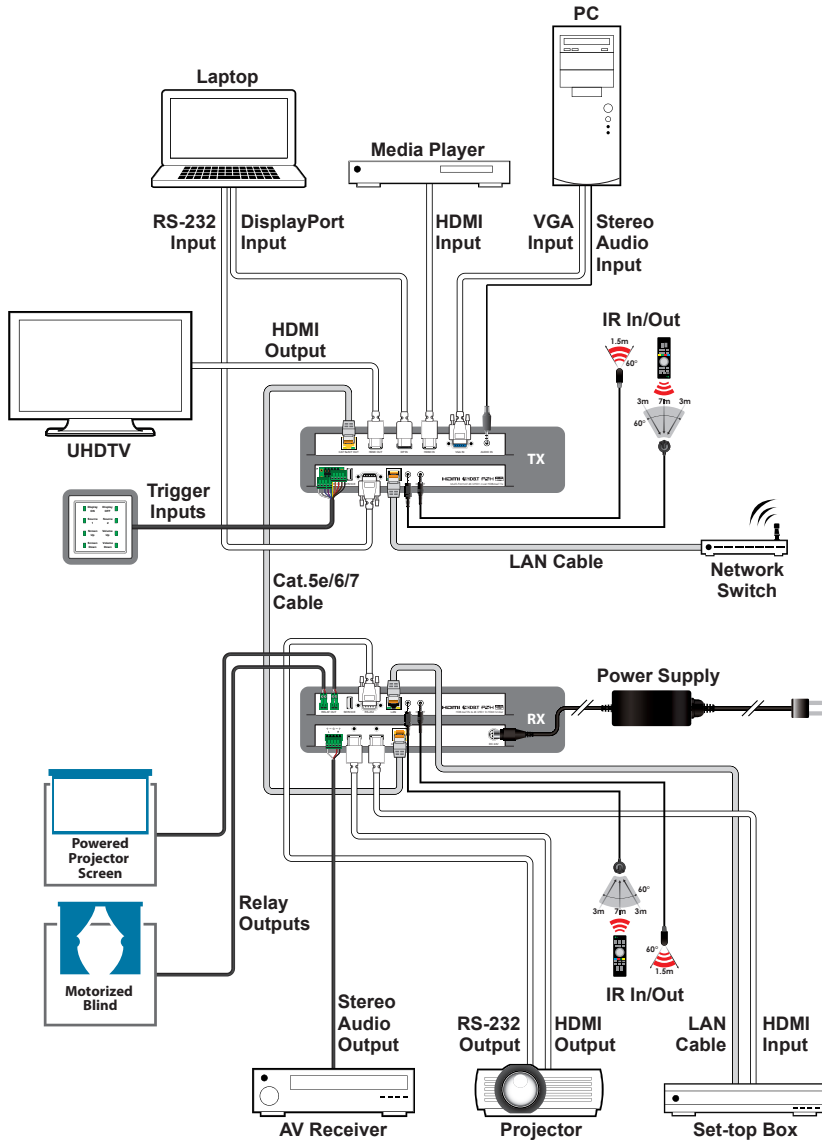 PC
Laptop
Media Player
RS-232
Input
DisplayPort
Input
HDMI
Input
VGA
Input
Stereo
Audio
Input
HDMI
Output
IR In/Out
1.5m
60°
3m 7m 3m
60°
UHDTV
TX
Trigger
Inputs
LAN Cable
Network
Switch
Cat.5e/6/7
Cable
Power Supply
RX
Powered
Projector
Screen
Relay
Outputs
Motorized
Blind
60°
3m 7m 3m
60°
1.5m
IR In/Out
Stereo
Audio
Output
RS-232
Output
HDMI
Output
LAN
Cable
HDMI
Input
AV Receiver
Projector
Set-top Box